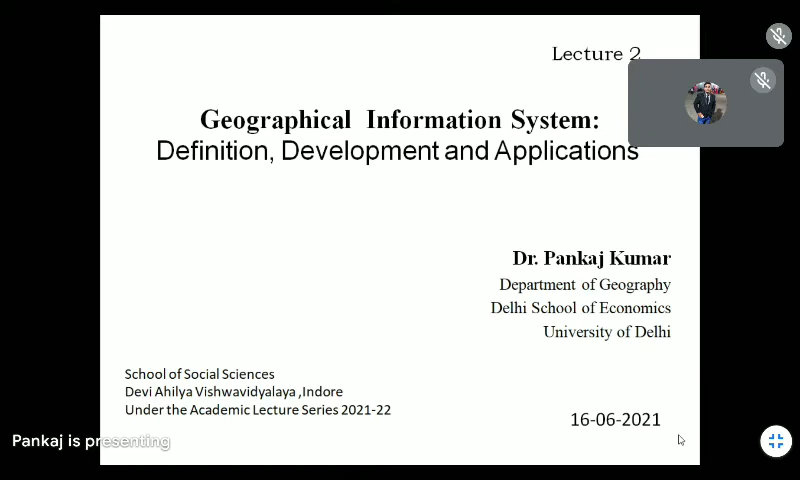 Lecture 2
Geographical Information System:
Definition, Development and Applications
Dr. Pankaj Kumar
Department of Geography
Delhi School of Economics
University of Delhi
School of Social Sciences
Devi Ahilya Vishwavidyalaya ,Indore
Under the Academic Lecture Series 2021-22
16-06-2021
Pankaj is presenting